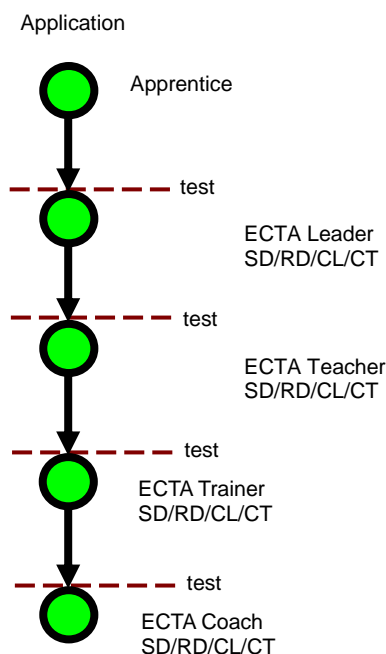 Application
Apprentice
test
ECTA Leader
SD/RD/CL/CT
test
ECTA Teacher
SD/RD/CL/CT
test
ECTA Trainer
SD/RD/CL/CT
test
ECTA Coach
SD/RD/CL/CT